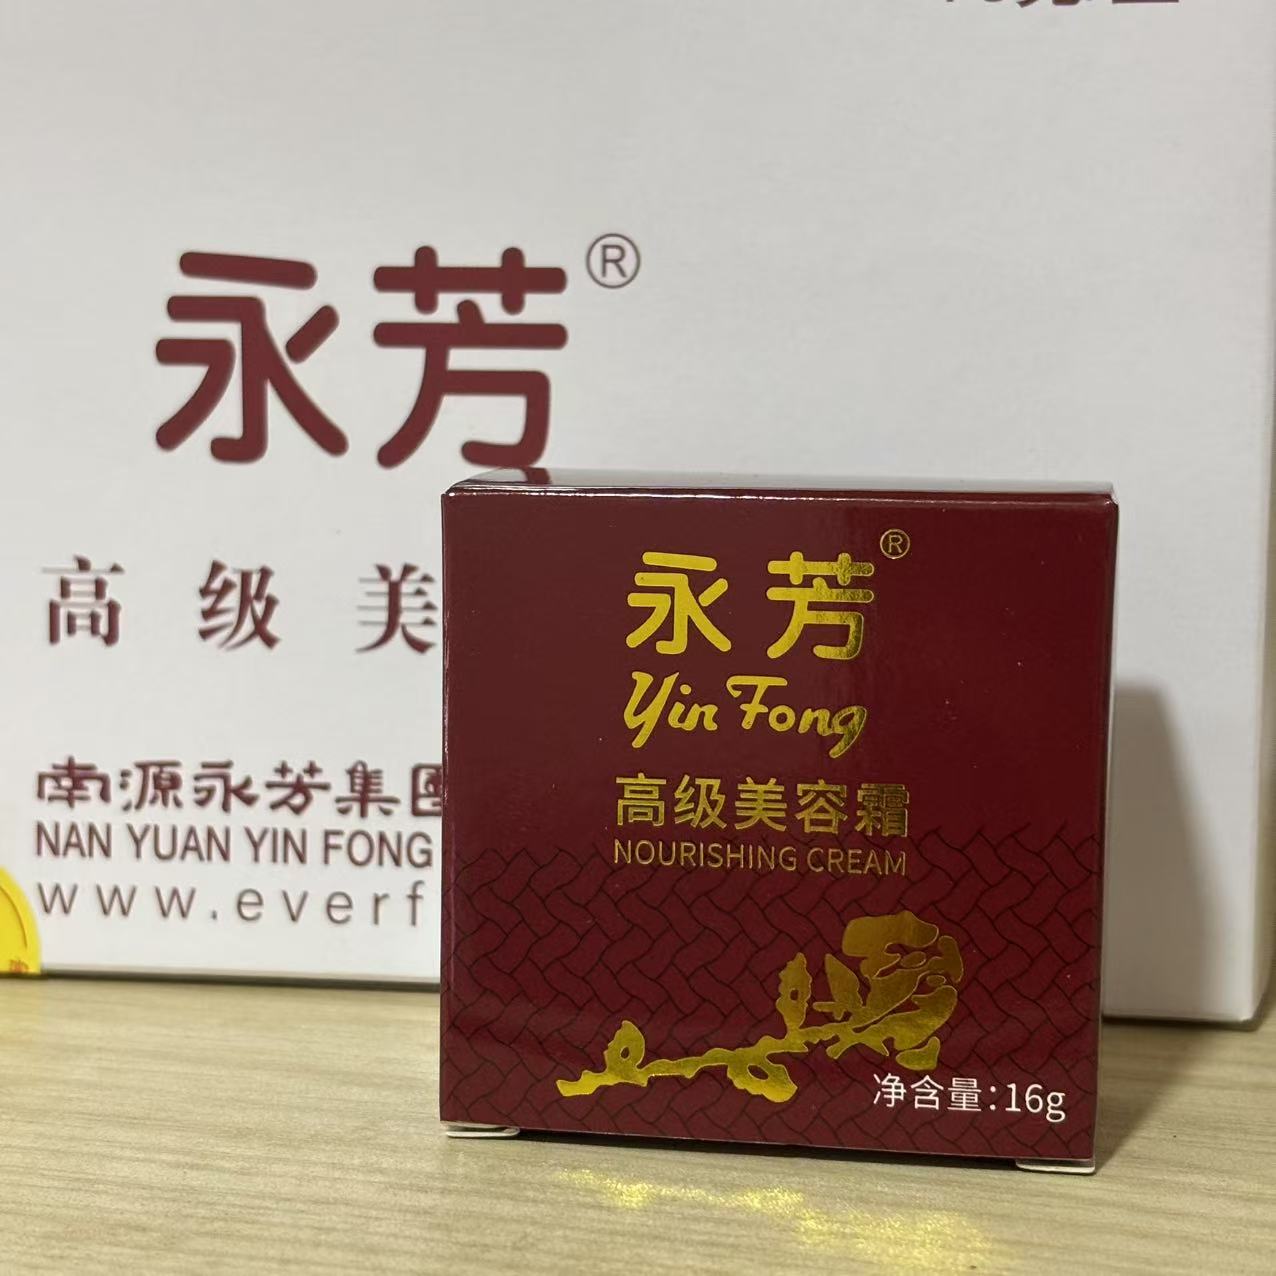 永芳®
高级美
南源永芳集團
NAN YUAN YIN FONG
www.everf
永芳®
Yin Fong
高级美容霜
NOURISHING CREAM
净含量:16g